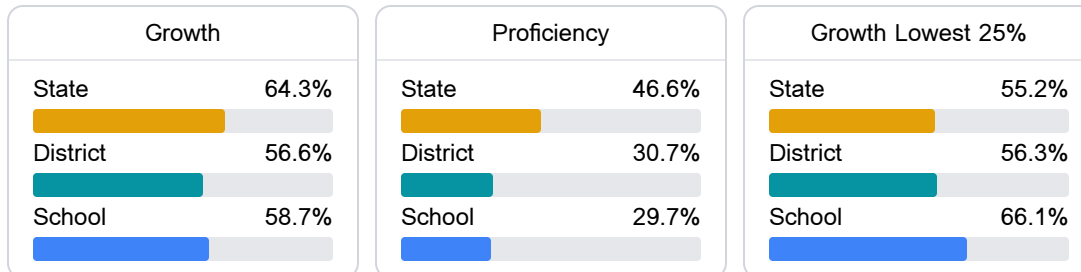 Growth
State 64.3%
District 56.6%
School 58.7%
Proficiency
State 46.6%
District 30.7%
School 29.7%
Growth Lowest 25%
State 55.2%
District 56.3%
School 66.1%